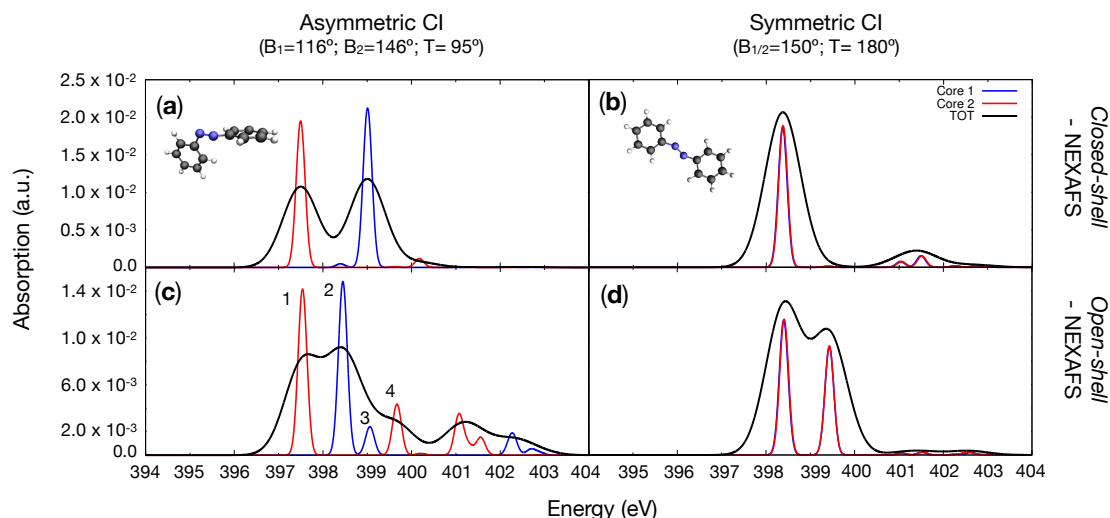 Asymmetric CI
(B₁=116º; B₂=146º; T= 95º)
Symmetric CI
(B₁/₂=150º; T= 180º)
Absorption (a.u.)
2.5 x 10⁻²
2.0 x 10⁻²
1.5 x 10⁻²
1.0 x 10⁻²
5.0 x 10⁻³
0.0
(a)
(b)
Core 1
Core 2
TOT
Closed-shell
- NEXAFS
1.4 x 10⁻²
1.0 x 10⁻²
6.0 x 10⁻³
2.0 x 10⁻³
0.0
(c)
1
2
3
4
(d)
Open-shell
- NEXAFS
394 395 396 397 398 399 400 401 402 403 404 395 396 397 398 399 400 401 402 403 404
Energy (eV)